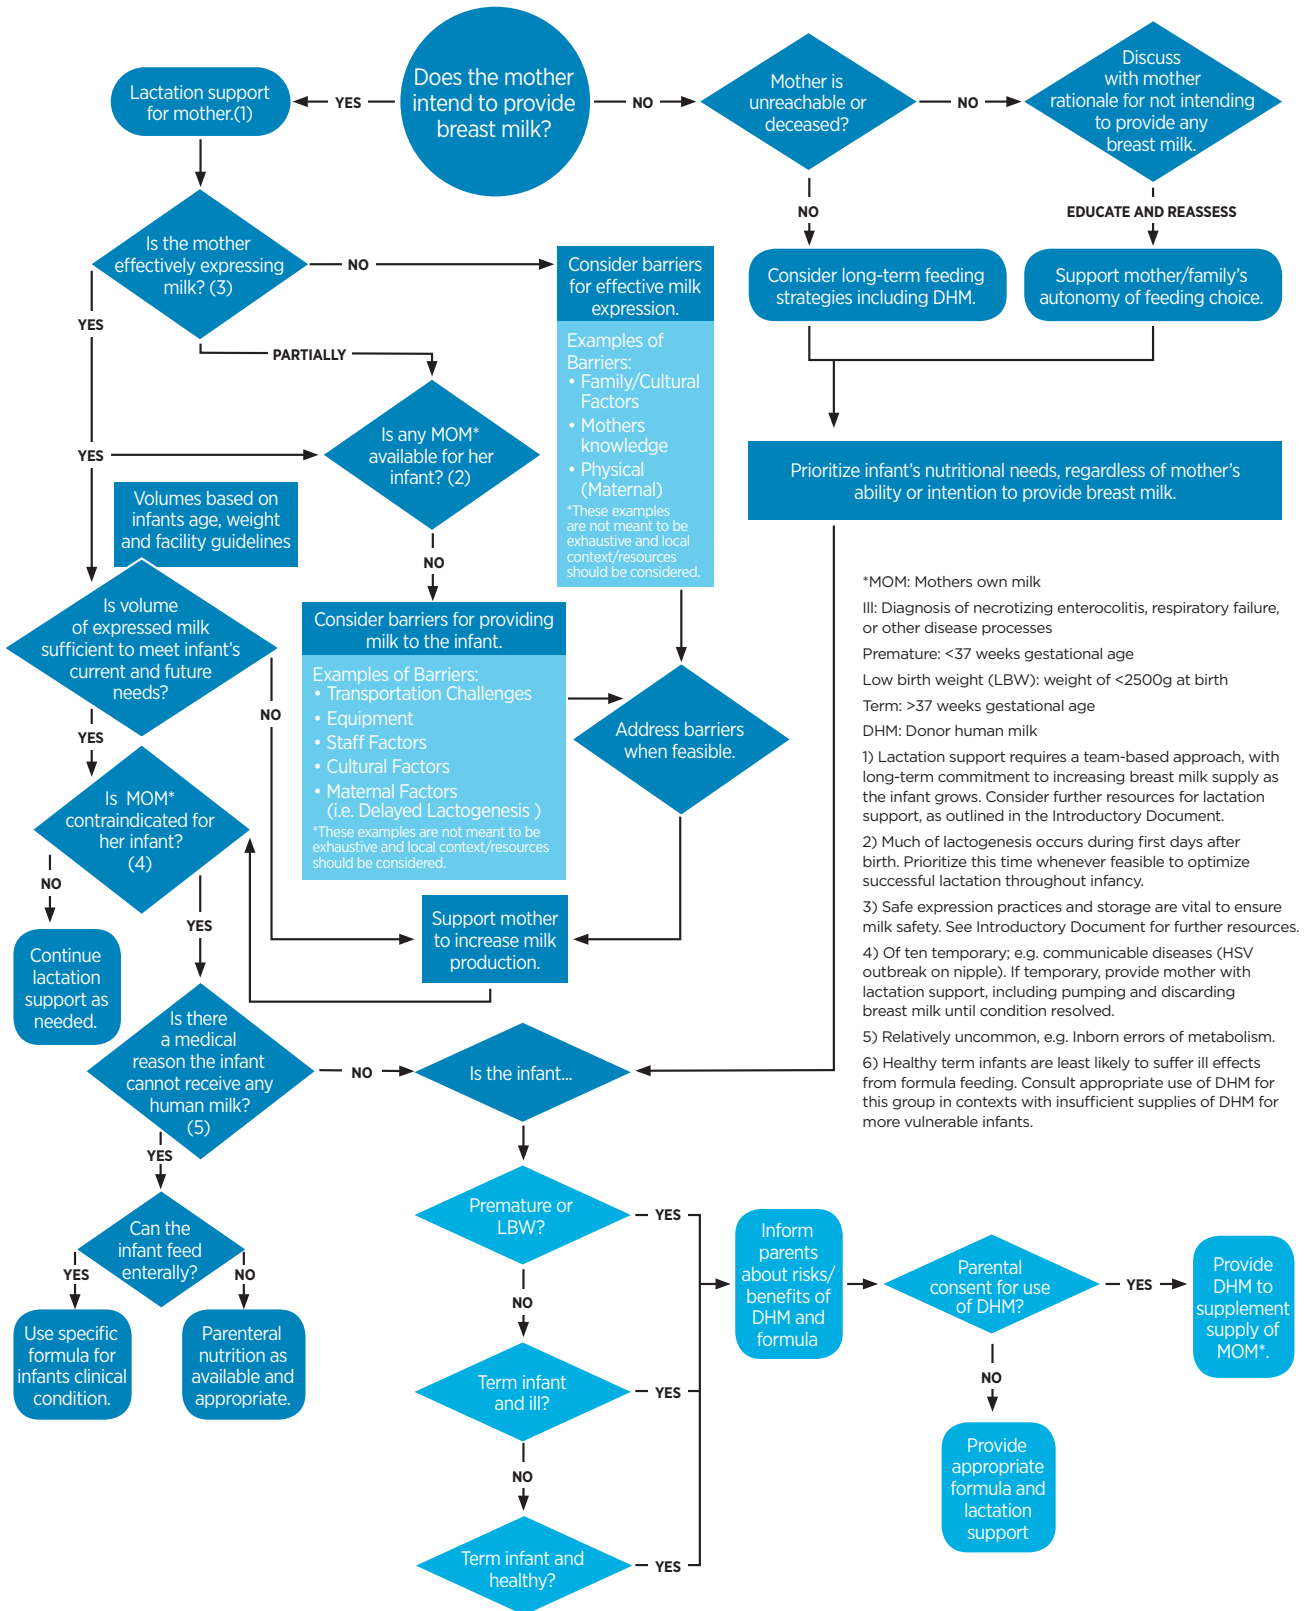 Does the mother
intend to provide
breast milk?
YES
NO
Lactation support
for mother.(1)
Mother is
unreachable or
deceased?
NO
Discuss
with mother
rationale for not intending
to provide any
breast milk.
NO
EDUCATE AND REASSESS
Consider long-term feeding
strategies including DHM.
Support mother/family's
autonomy of feeding choice.
Prioritize infant's nutritional needs, regardless of mother's
ability or intention to provide breast milk.
Is the mother
effectively expressing
milk? (3)
NO
YES
PARTIALLY
YES
Consider barriers
for effective milk
expression.
Examples of
Barriers:
• Family/Cultural
Factors
• Mothers
knowledge
• Physical
(Maternal)
*These examples
are not meant to be
exhaustive and local
context/resources
should be considered.
Is any MOM*
available for her
infant? (2)
NO
Volumes based on
infants age, weight
and facility guidelines
Is volume
of expressed milk
sufficient to meet infant's
current and future
needs?
NO
YES
Consider barriers for providing
milk to the infant.
Examples of Barriers:
• Transportation Challenges
• Equipment
• Staff Factors
• Cultural Factors
• Maternal Factors
(i.e. Delayed Lactogenesis )
*These examples are not meant to be
exhaustive and local context/resources
should be considered.
Address barriers
when feasible.
Support mother
to increase milk
production.
Is MOM*
contraindicated for
her infant?
(4)
NO
YES
Continue
lactation
support as
needed.
Is there
a medical
reason the infant
cannot receive any
human milk?
(5)
NO
YES
Can the
infant feed
enterally?
YES
NO
Use specific
formula for
infants clinical
condition.
Parenteral
nutrition as
available and
appropriate.
Is the infant...
Premature or
LBW?
YES
NO
Term infant
and ill?
YES
NO
Term infant and
healthy?
YES
Inform
parents
about risks/
benefits of
DHM and
formula
Parental
consent for use
of DHM?
YES
NO
Provide
DHM to
supplement
supply of
MOM*.
Provide
appropriate
formula and
lactation
support
*MOM: Mothers own milk
Ill: Diagnosis of necrotizing enterocolitis, respiratory failure,
or other disease processes
Premature: <37 weeks gestational age
Low birth weight (LBW): weight of <2500g at birth
Term: >37 weeks gestational age
DHM: Donor human milk
1) Lactation support requires a team-based approach, with
long-term commitment to increasing breast milk supply as
the infant grows. Consider further resources for lactation
support, as outlined in the Introductory Document.
2) Much of lactogenesis occurs during first days after
birth. Prioritize this time whenever feasible to optimize
successful lactation throughout infancy.
3) Safe expression practices and storage are vital to ensure
milk safety. See Introductory Document for further resources.
4) Of ten temporary; e.g. communicable diseases (HSV
outbreak on nipple). If temporary, provide mother with
lactation support, including pumping and discarding
breast milk until condition resolved.
5) Relatively uncommon, e.g. Inborn errors of metabolism.
6) Healthy term infants are least likely to suffer ill effects
from formula feeding. Consult appropriate use of DHM for
this group in contexts with insufficient supplies of DHM for
more vulnerable infants.